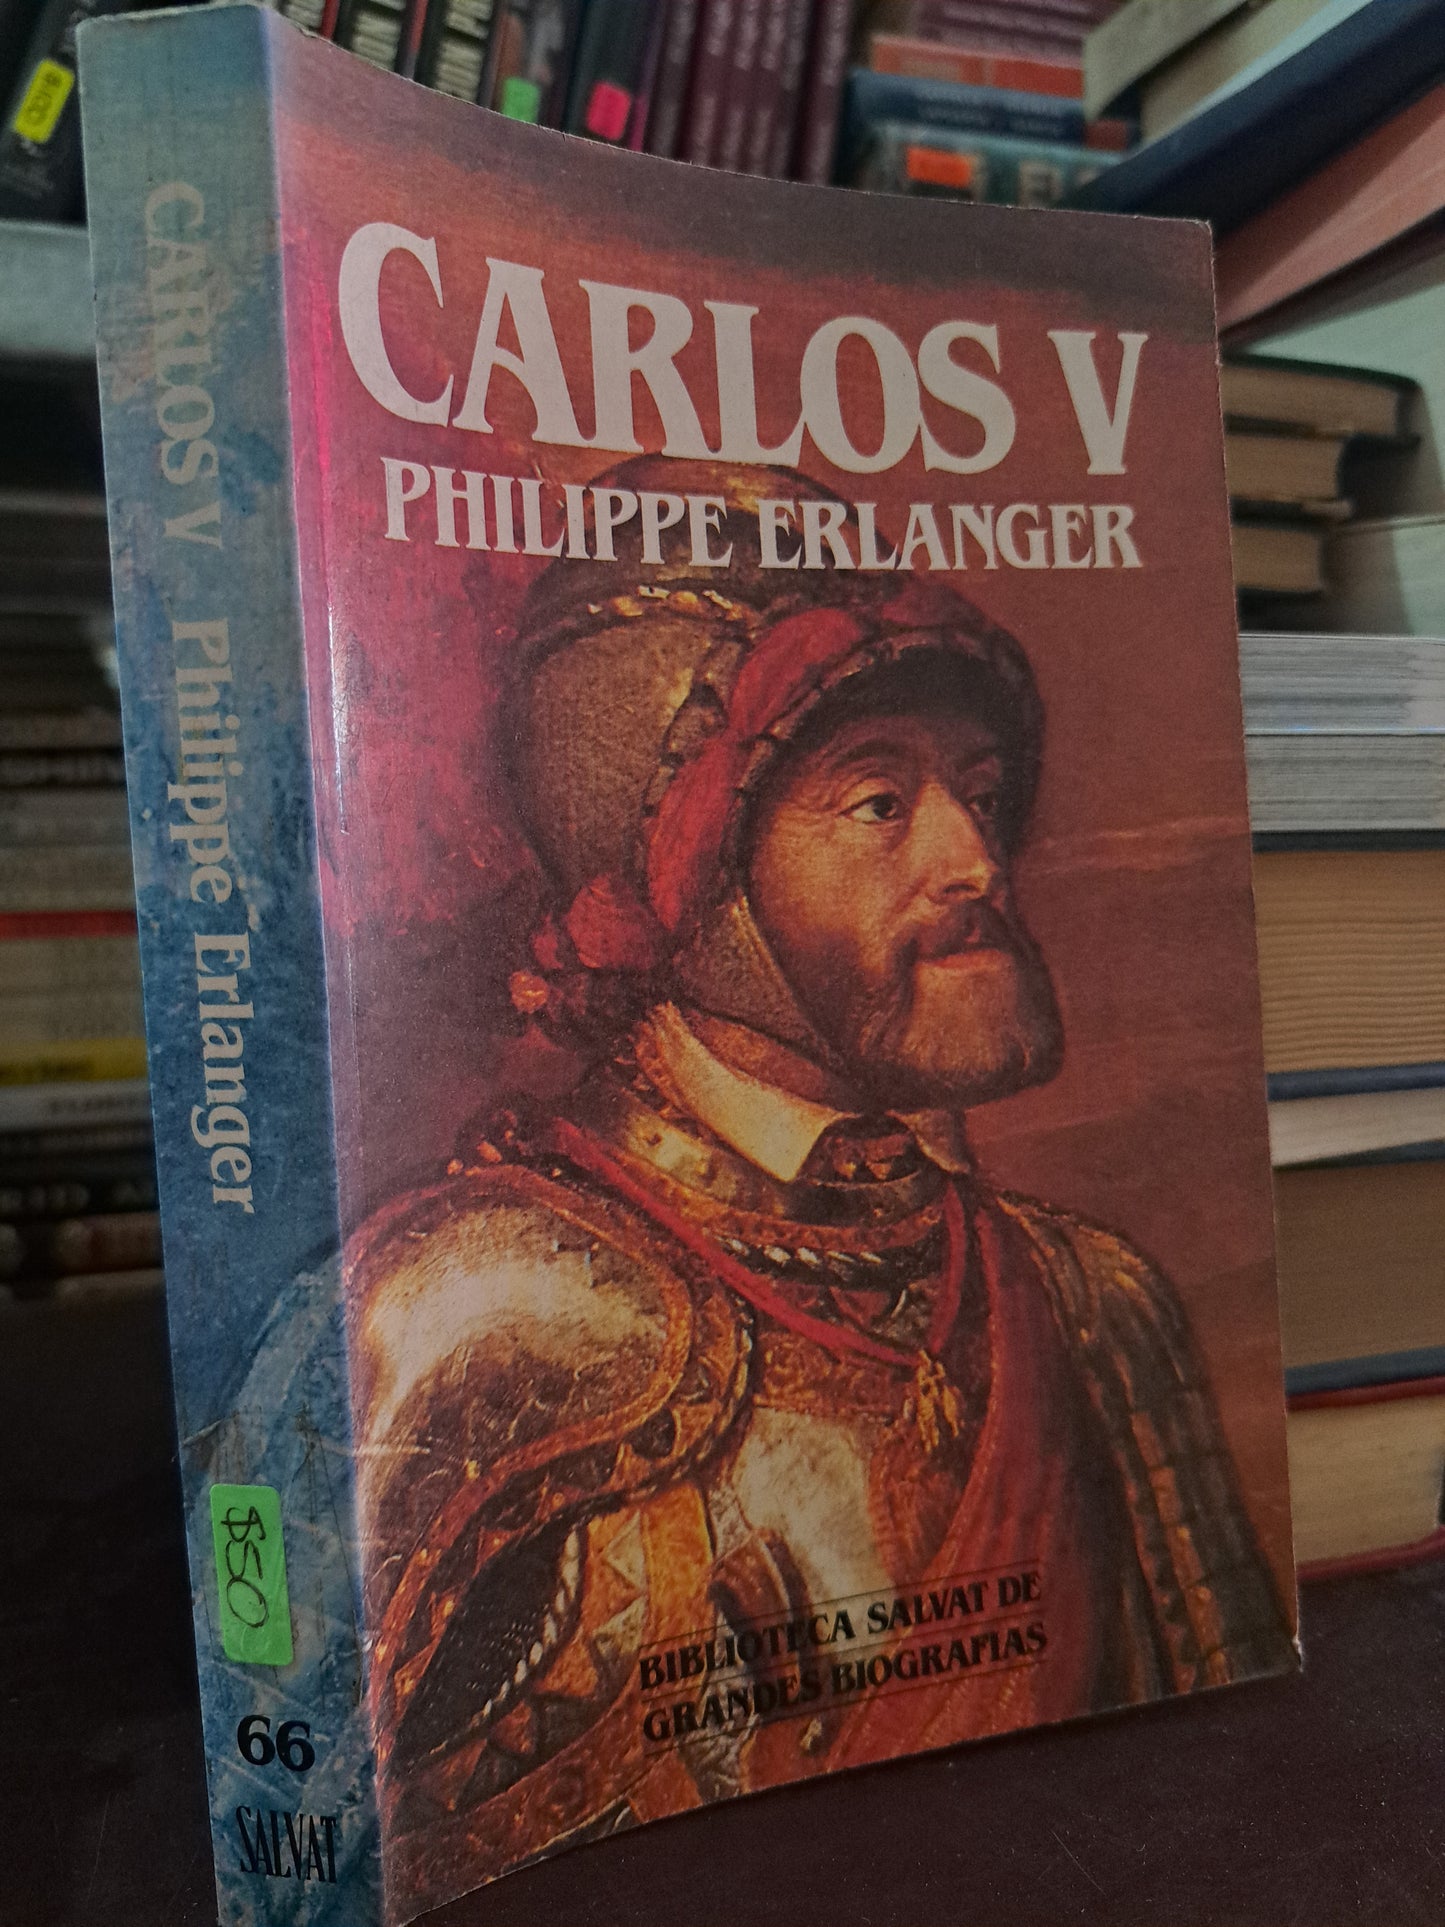 CARLOS V
PHILIPPE ERLANGER
BIBLIOTECA SALVAT DE
GRANDES BIOGRAFIAS
CARLOS V Philippe Erlanger
$50
66
SALVAT